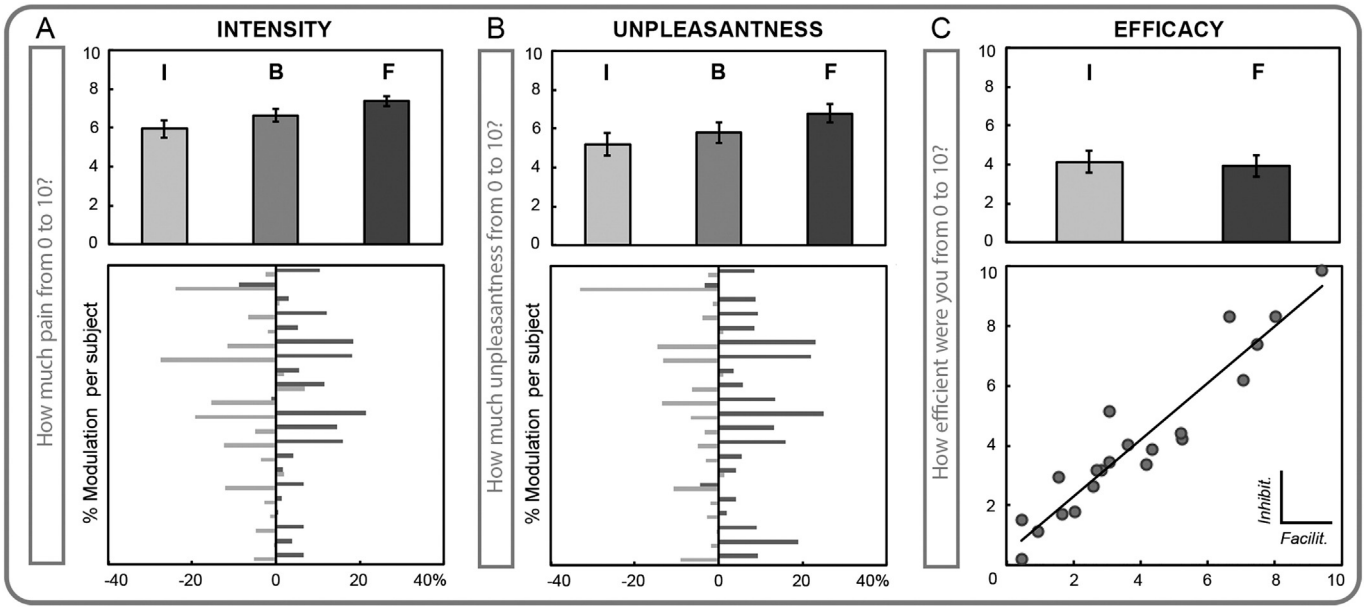 A
INTENSITY
How much pain from 0 to 10?
10
8
6
4
2
0
I
B
F
% Modulation per subject
-40
-20
0
20
40%
B
UNPLEASANTNESS
How much unpleasantness from 0 to 10?
10
8
6
4
2
0
I
B
F
% Modulation per subject
-40
-20
0
20
40%
C
EFFICACY
How efficient were you from 0 to 10?
10
8
6
4
2
0
I
F
10
8
6
4
2
0
2
4
6
8
10
Inhibit.
Facilit.